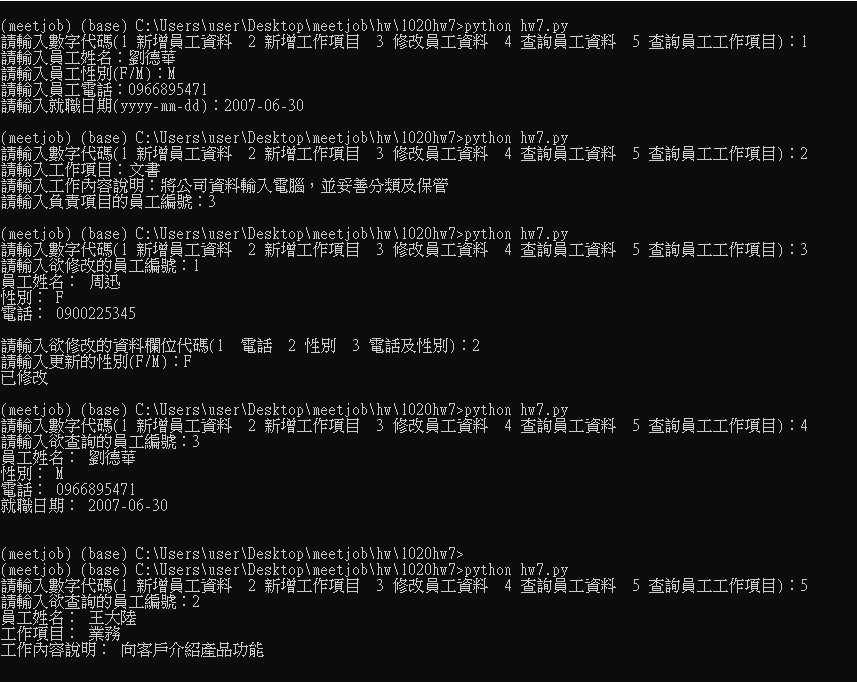 (meetjob) (base) C:\Users\user\Desktop\meetjob\hw\1020hw7>python hw7.py
請輸入數字代碼(1 新增員工資料  2 新增工作項目  3 修改員工資料  4 查詢員工資料  5 查詢員工工作項目)：1
請輸入員工姓名：劉德華
請輸入員工性別(F/M)：M
請輸入員工電話：0966895471
請輸入就職日期(yyyy-mm-dd)：2007-06-30
(meetjob) (base) C:\Users\user\Desktop\meetjob\hw\1020hw7>python hw7.py
請輸入數字代碼(1 新增員工資料  2 新增工作項目  3 修改員工資料  4 查詢員工資料  5 查詢員工工作項目)：2
請輸入工作項目：文書
請輸入工作內容說明：將公司資料輸入電腦，並妥善分類及保管
請輸入負責項目的員工編號：3
(meetjob) (base) C:\Users\user\Desktop\meetjob\hw\1020hw7>python hw7.py
請輸入數字代碼(1 新增員工資料  2 新增工作項目  3 修改員工資料  4 查詢員工資料  5 查詢員工工作項目)：3
請輸入欲修改的員工編號：1
員工姓名： 周迅
性別： F
電話： 0900225345
請輸入欲修改的資料欄位代碼(1  電話  2 性別  3 電話及性別)：2
請輸入更新的性別(F/M)：F
已修改
(meetjob) (base) C:\Users\user\Desktop\meetjob\hw\1020hw7>python hw7.py
請輸入數字代碼(1 新增員工資料  2 新增工作項目  3 修改員工資料  4 查詢員工資料  5 查詢員工工作項目)：4
請輸入欲查詢的員工編號：3
員工姓名： 劉德華
性別： M
電話： 0966895471
就職日期： 2007-06-30
(meetjob) (base) C:\Users\user\Desktop\meetjob\hw\1020hw7>
(meetjob) (base) C:\Users\user\Desktop\meetjob\hw\1020hw7>python hw7.py
請輸入數字代碼(1 新增員工資料  2 新增工作項目  3 修改員工資料  4 查詢員工資料  5 查詢員工工作項目)：5
請輸入欲查詢的員工編號：2
員工姓名： 王大陸
工作項目： 業務
工作內容說明： 向客戶介紹產品功能